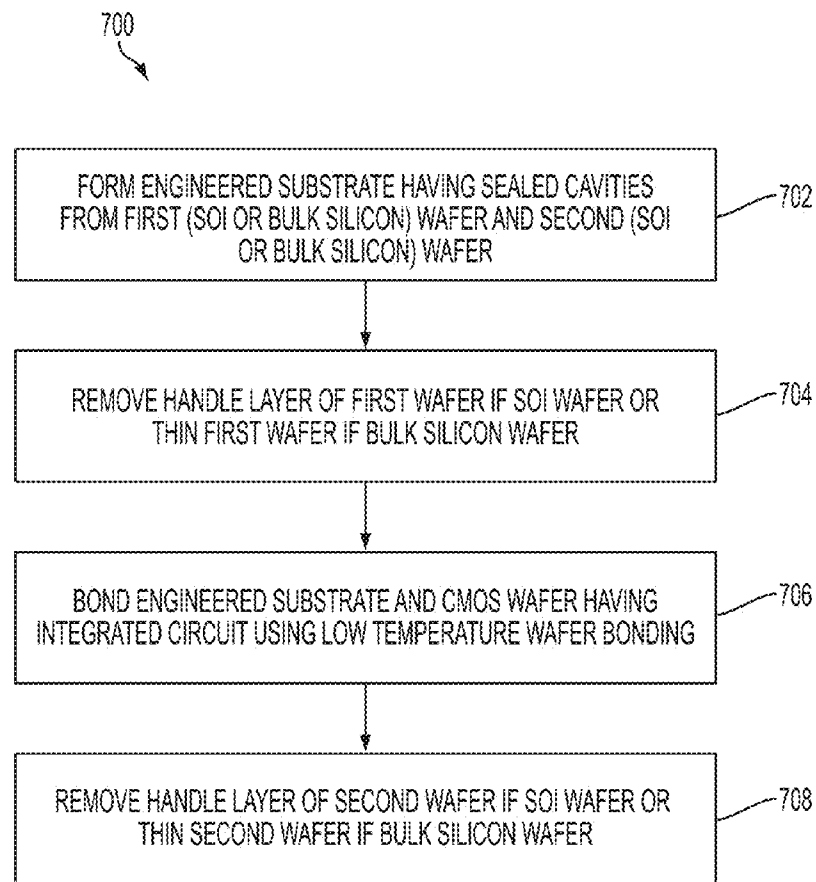 700
FORM ENGINEERED SUBSTRATE HAVING SEALED CAVITIES
FROM FIRST (SOI OR BULK SILICON) WAFER AND SECOND (SOI
OR BULK SILICON) WAFER
702
REMOVE HANDLE LAYER OF FIRST WAFER IF SOI WAFER OR
THIN FIRST WAFER IF BULK SILICON WAFER
704
BOND ENGINEERED SUBSTRATE AND CMOS WAFER HAVING
INTEGRATED CIRCUIT USING LOW TEMPERATURE WAFER BONDING
706
REMOVE HANDLE LAYER OF SECOND WAFER IF SOI WAFER OR
THIN SECOND WAFER IF BULK SILICON WAFER
708